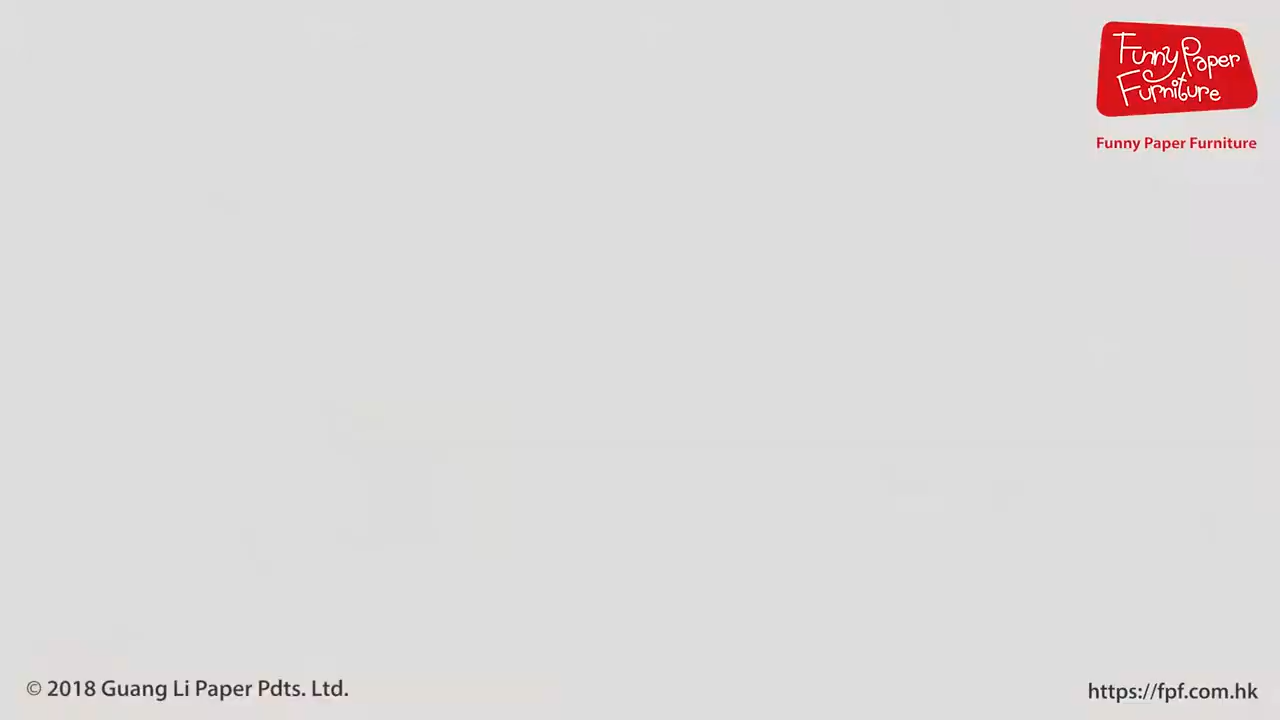 Funny Paper
Furniture
Funny Paper Furniture
© 2018 Guang Li Paper Pdts. Ltd.
https://fpf.com.hk